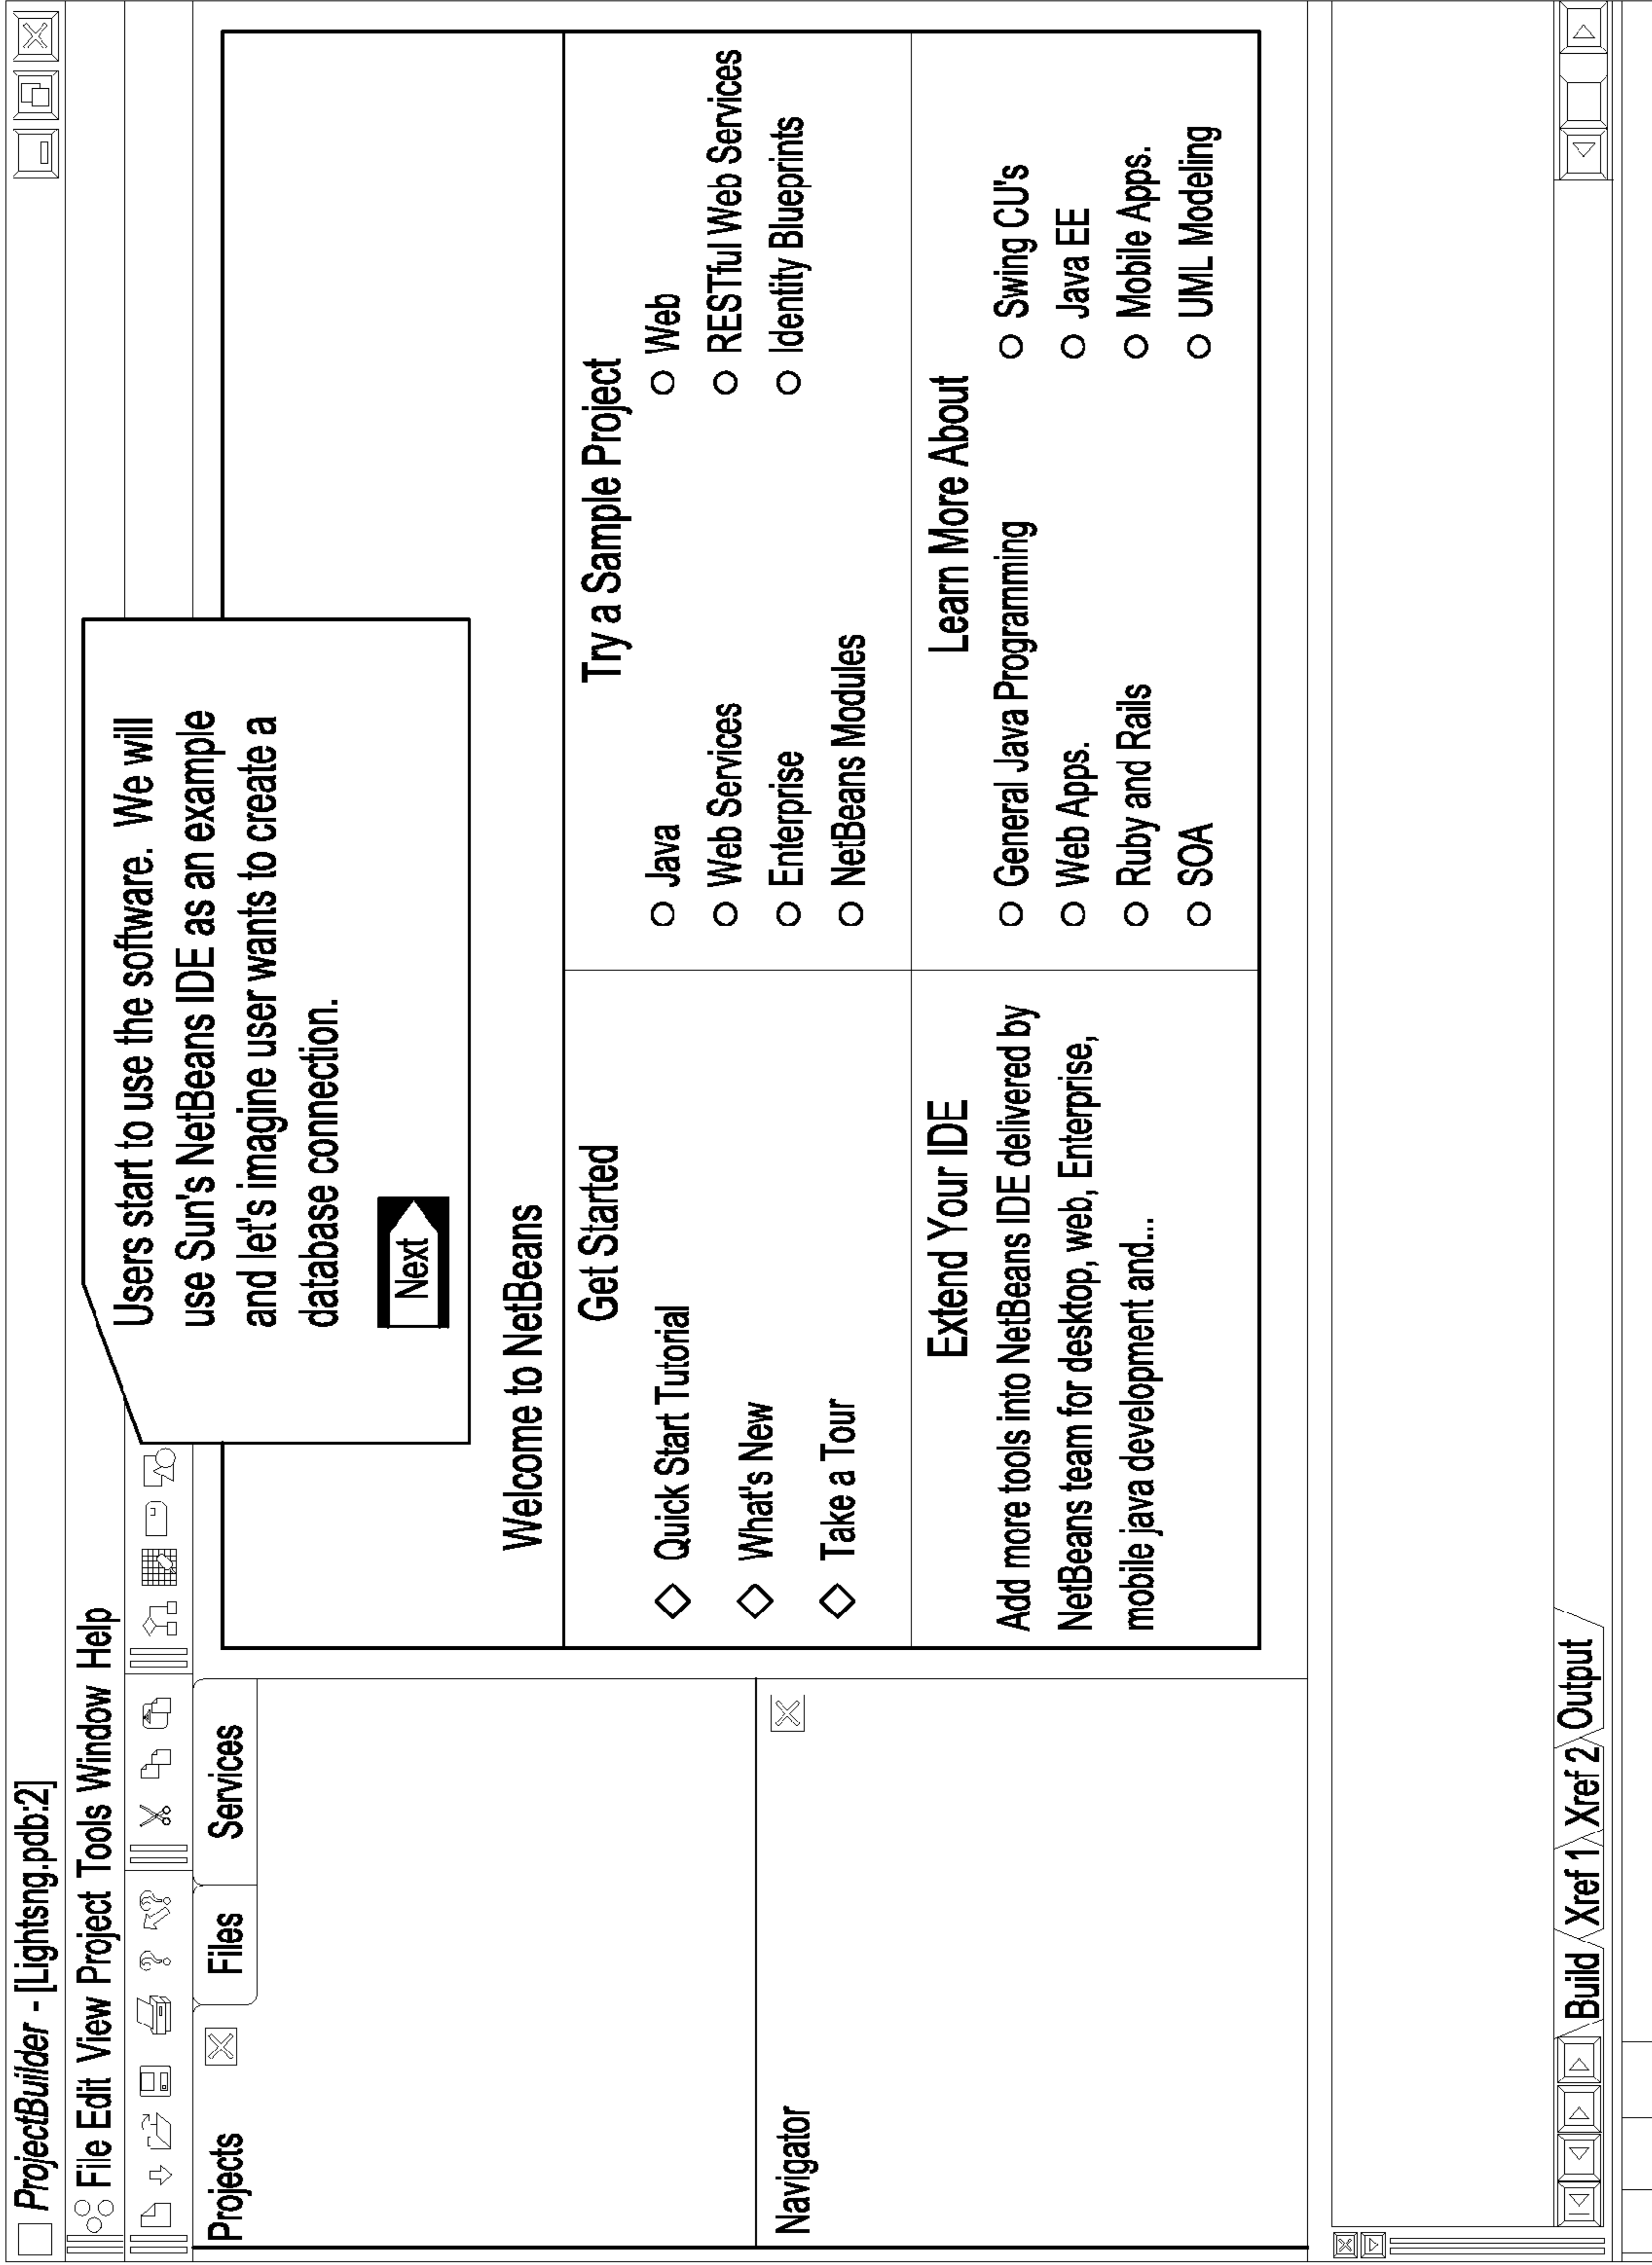 ProjectBuilder - [Lightsng.pdb:2]
File Edit View Project Tools Window Help
Users start to use the software. We will
use Sun's NetBeans IDE as an example
and let's imagine user wants to create a
database connection.
Next
Projects
Files
Services
Navigator
Welcome to NetBeans
Get Started
Quick Start Tutorial
What's New
Take a Tour
Try a Sample Project
Java
Web Services
Enterprise
NetBeans Modules
Web
RESTful Web Services
Identity Blueprints
Extend Your IDE
Add more tools into NetBeans IDE delivered by
NetBeans team for desktop, web, Enterprise,
mobile java development and...
Learn More About
General Java Programming
Web Apps.
Ruby and Rails
SOA
Swing CU's
Java EE
Mobile Apps.
UML Modeling
Build Xref 1 Xref 2 Output